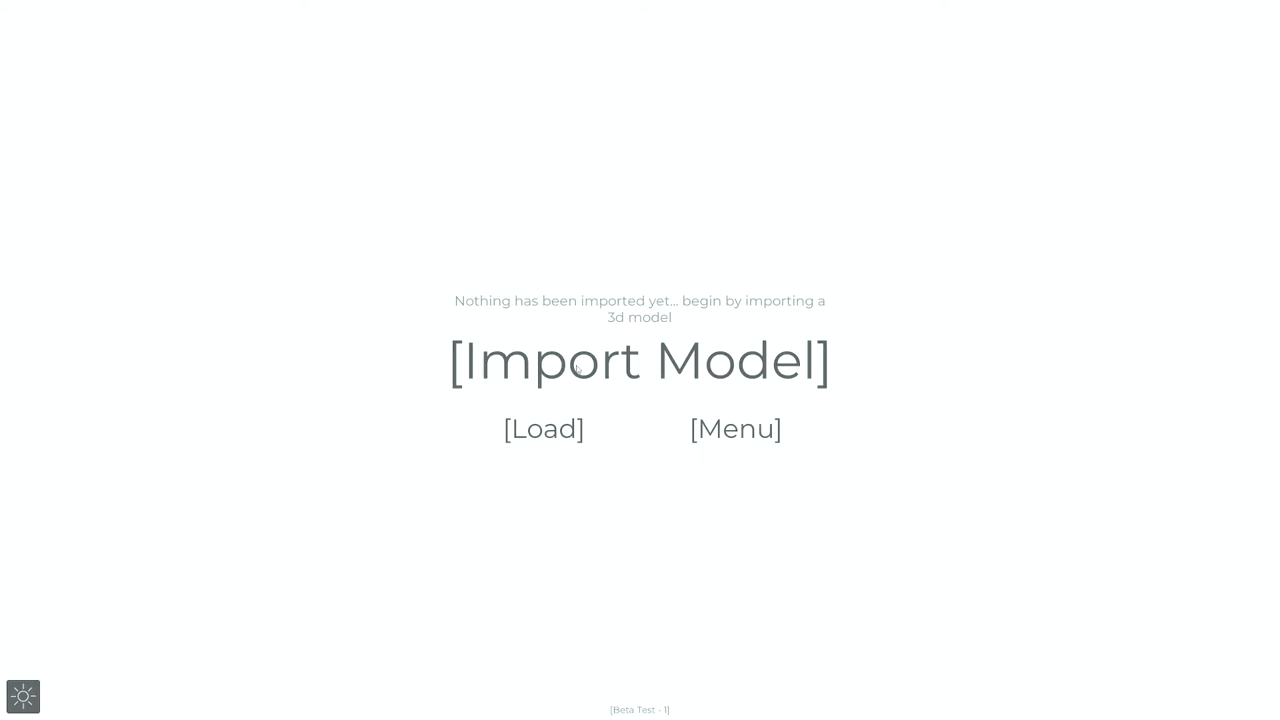 Nothing has been imported yet... begin by importing a
3d model
[Import Model]
[Load] [Menu]
[Beta Test - 1]